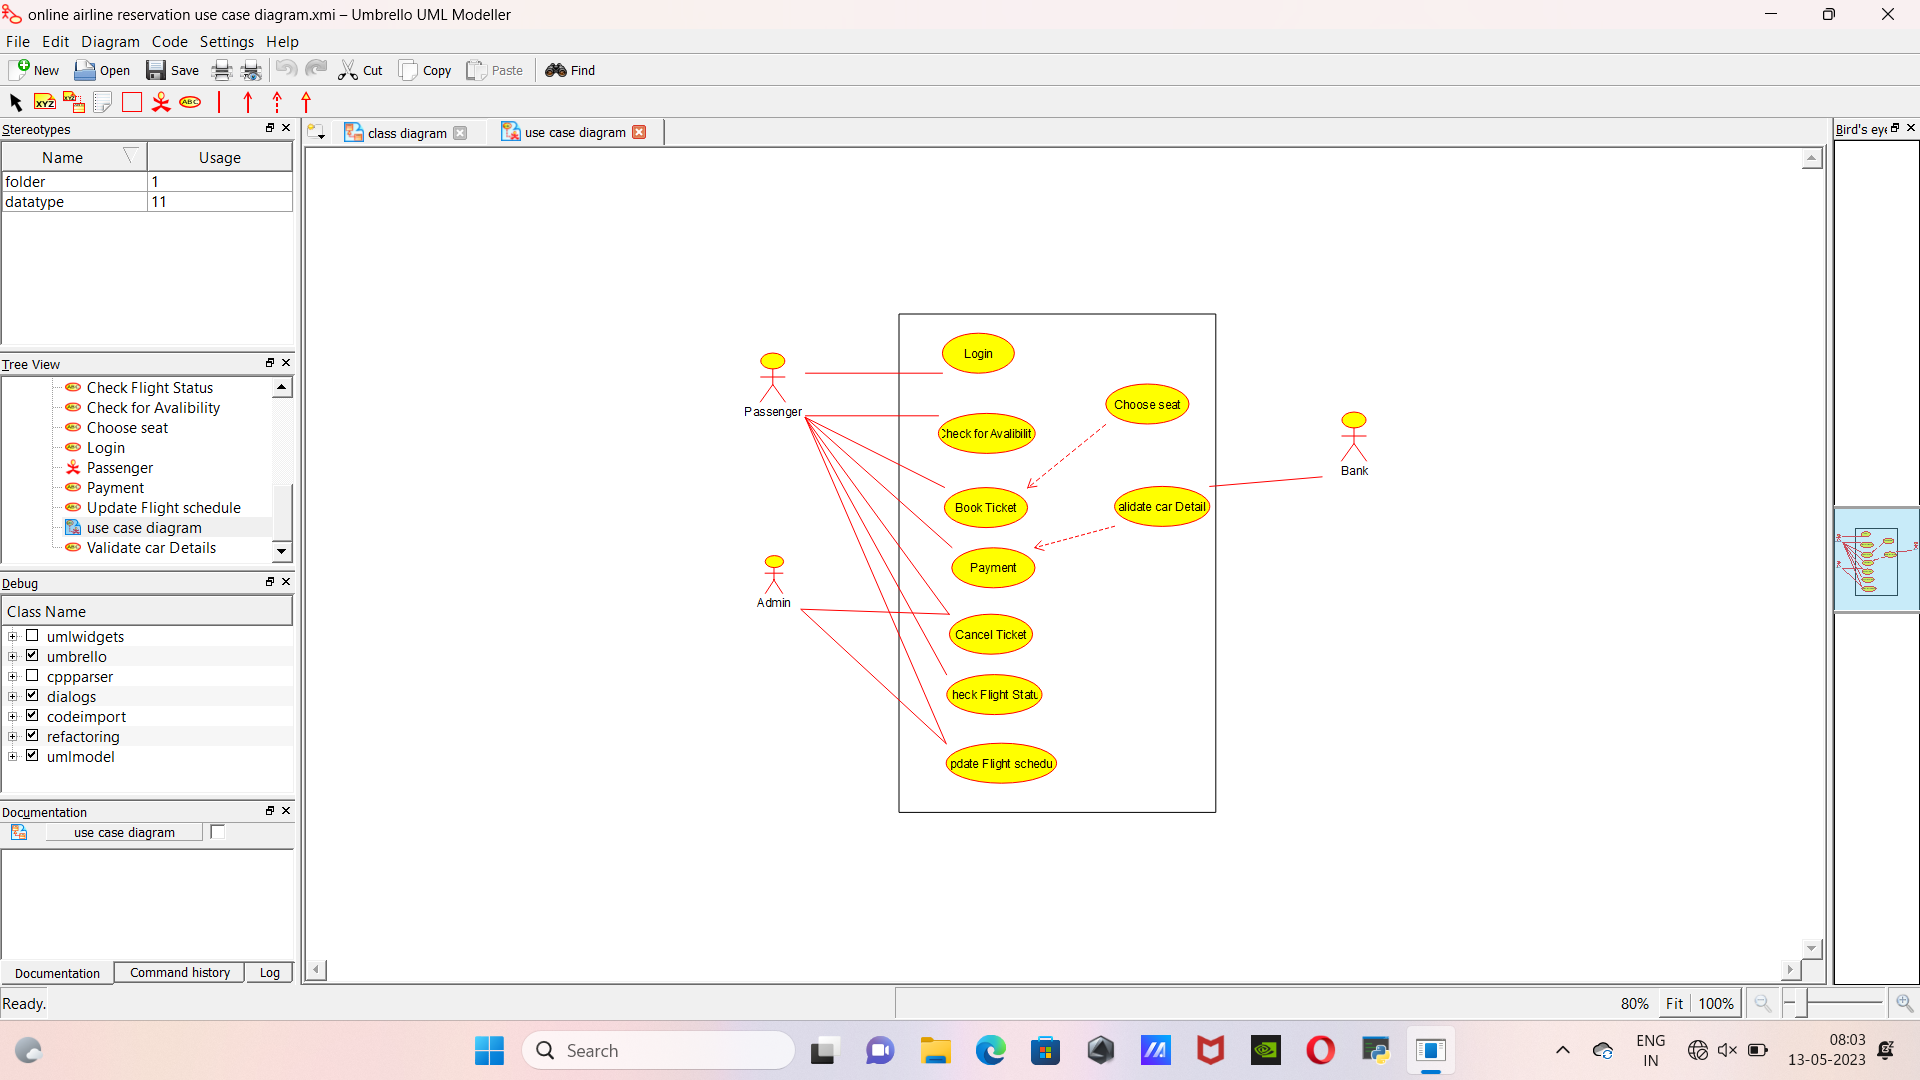 online airline reservation use case diagram.xmi – Umbrello UML Modeller
File Edit Diagram Code Settings Help
New Open Save Cut Copy Paste Find
XYZ XYZ ABC
Stereotypes
Name Usage
folder 1
datatype 11
Tree View
Check Flight Status
Check for Avalibility
Choose seat
Login
Passenger
Payment
Update Flight schedule
use case diagram
Validate car Details
Debug
Class Name
umlwidgets
umbrello
cppparser
dialogs
codeimport
refactoring
umlmodel
Documentation
use case diagram
Documentation Command history Log
Ready.
class diagram use case diagram
Login
Passenger
Choose seat
Check for Avalibilit
Bank
Book Ticket
alidate car Detail
Payment
Admin
Cancel Ticket
heck Flight Statu
pdate Flight schedu
Bird's eye
80% Fit 100%
Search
ENG
IN
08:03
13-05-2023